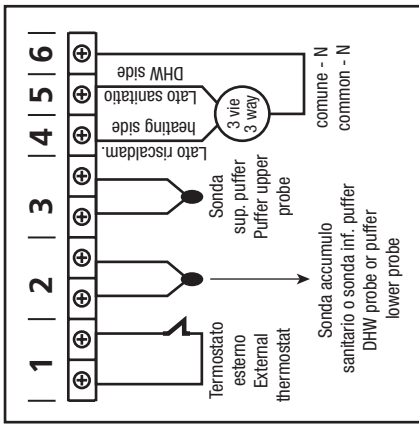 1 2 3 4 5 6
Termostato
esterno
External
thermostat
Sonda accumulo
sanitario o sonda inf. puffer
DHW probe or puffer
lower probe
Sonda
sup. puffer
Puffer upper
probe
Lato riscaldam.
heating side
Lato sanitatio
DHW side
3 vie
3 way
comune - N
common - N